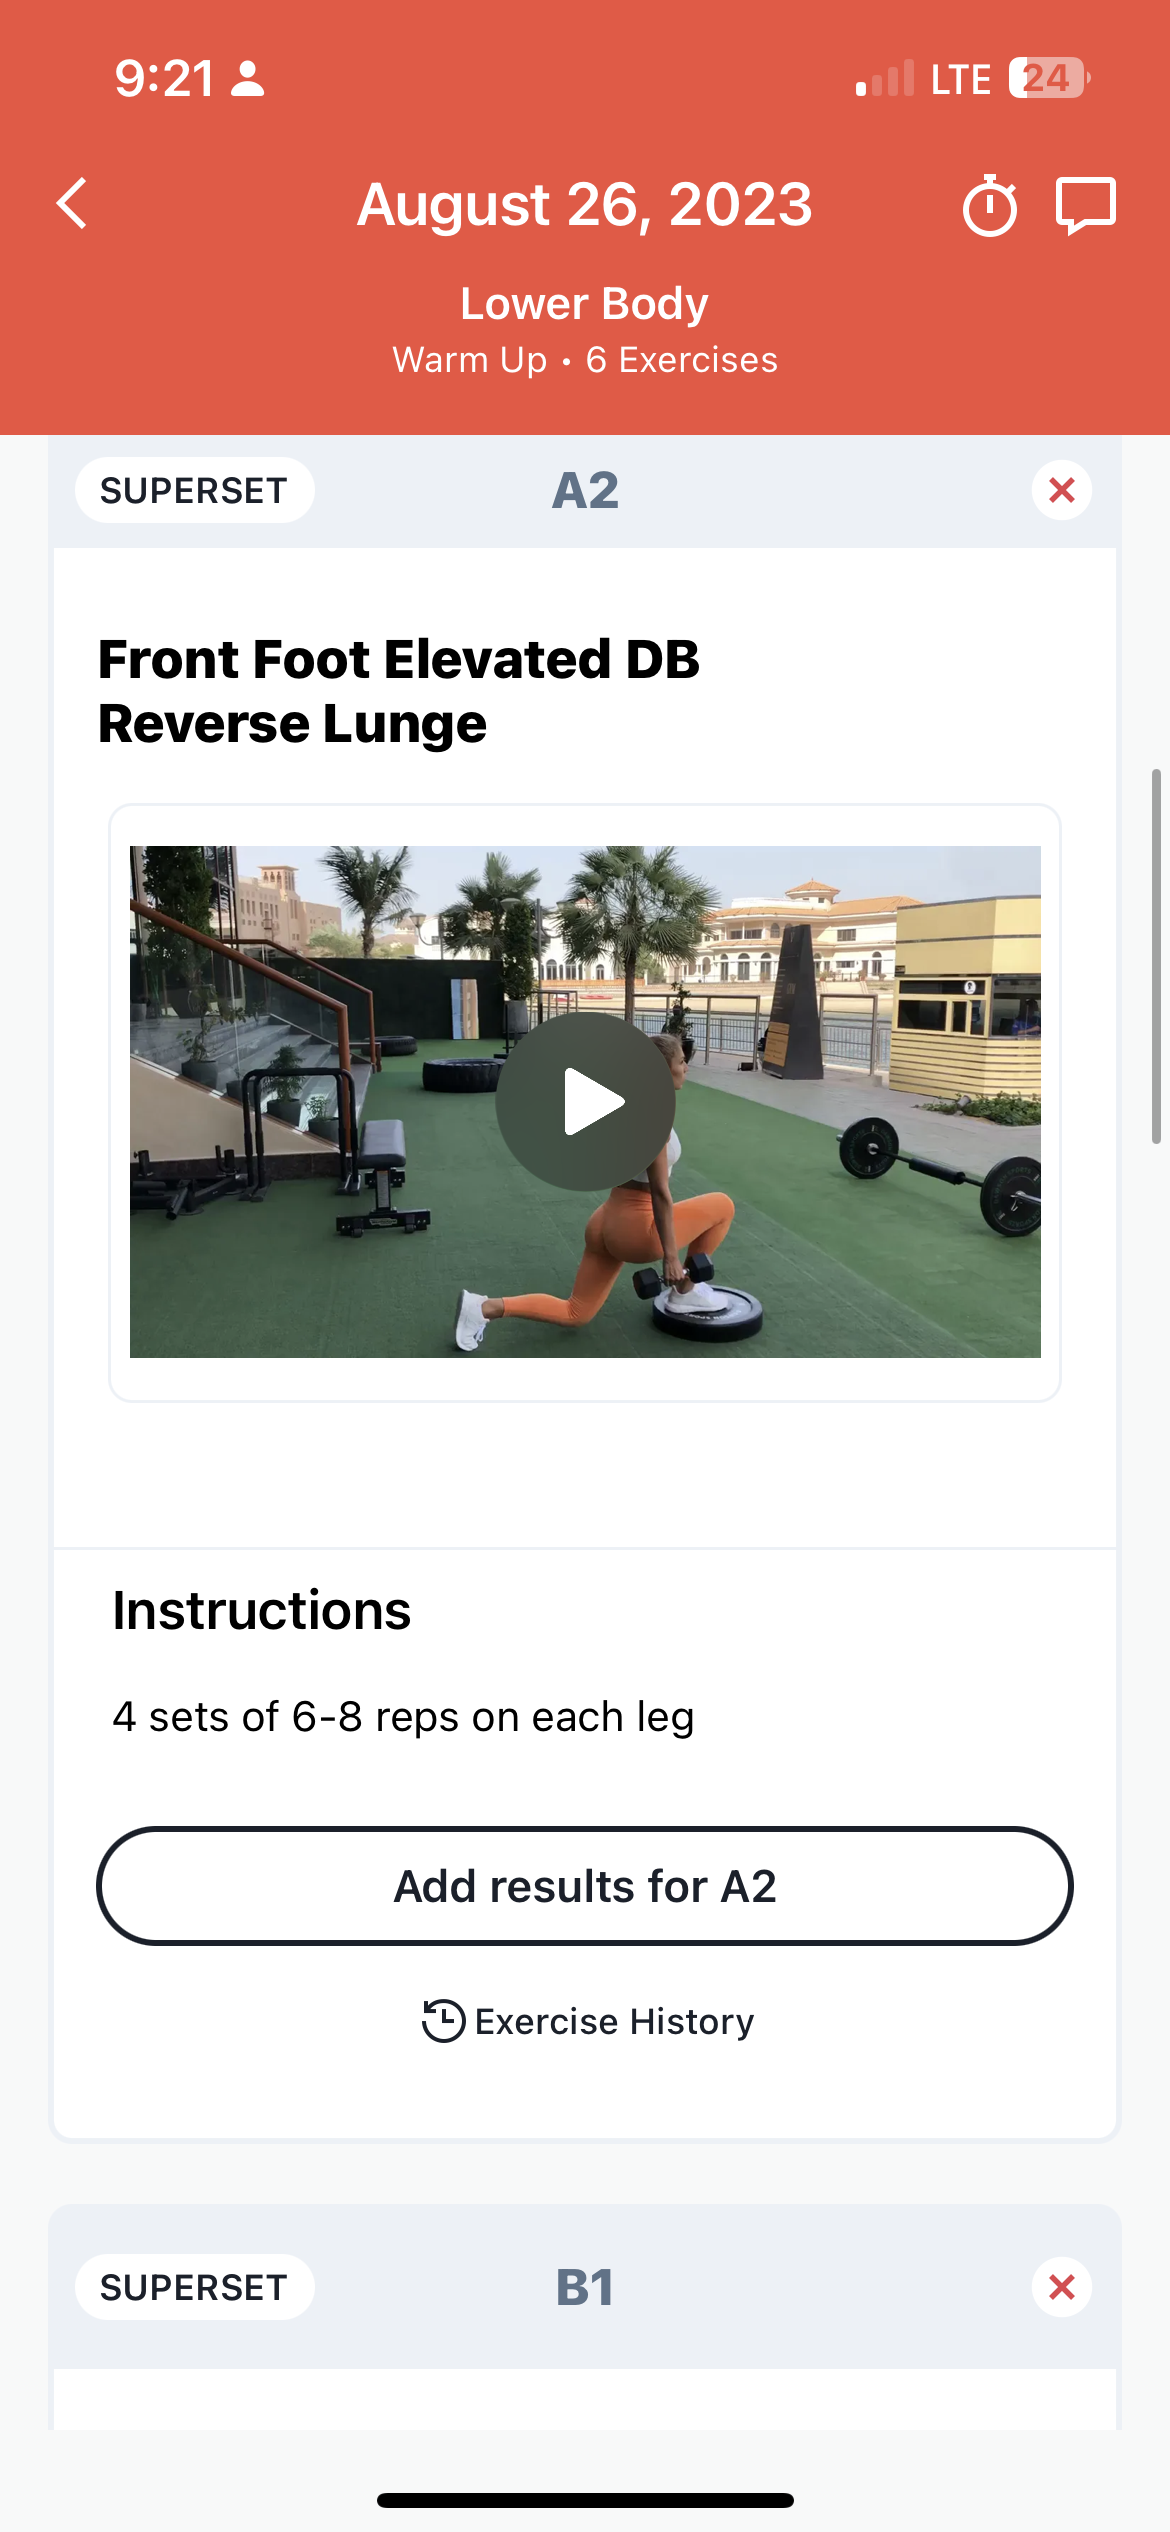 9:21
LTE
24
August 26, 2023
Lower Body
Warm Up • 6 Exercises
SUPERSET
A2
Front Foot Elevated DB
Reverse Lunge
Instructions
4 sets of 6-8 reps on each leg
Add results for A2
Exercise History
SUPERSET
B1